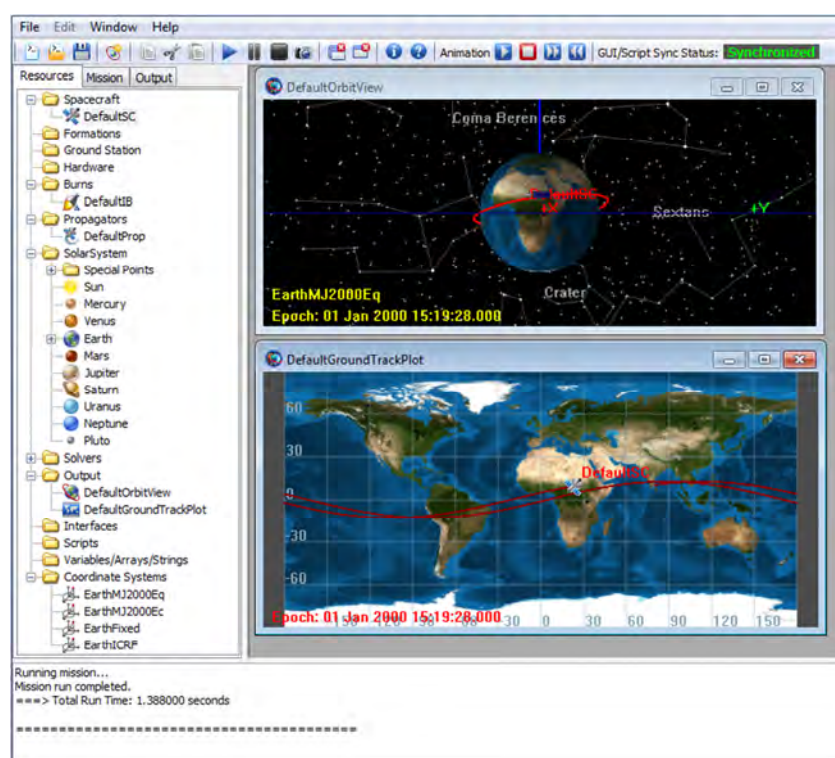 File Edit Window Help
Animation GUI/Script Sync Status: Synchronized
Resources Mission Output
Spacecraft
DefaultSC
Formations
Ground Station
Hardware
Burns
DefaultIB
Propagators
DefaultProp
SolarSystem
Special Points
Sun
Mercury
Venus
Earth
Mars
Jupiter
Saturn
Uranus
Neptune
Pluto
Solvers
Output
DefaultOrbitView
DefaultGroundTrackPlot
Interfaces
Scripts
Variables/Arrays/Strings
Coordinate Systems
EarthMJ2000Eq
EarthMJ2000Ec
EarthFixed
EarthICRF
DefaultOrbitView
Coma Berenices
+X
Sextans
+Y
Crater
EarthMJ2000Eq
Epoch: 01 Jan 2000 15:19:28.000
DefaultGroundTrackPlot
60
30
DefaultSC
0
-30
-60
Epoch: 01 Jan 2000 15:19:28.000
0 30 60 90 120 150
Running mission...
Mission run completed.
===> Total Run Time: 1.388000 seconds
========================================